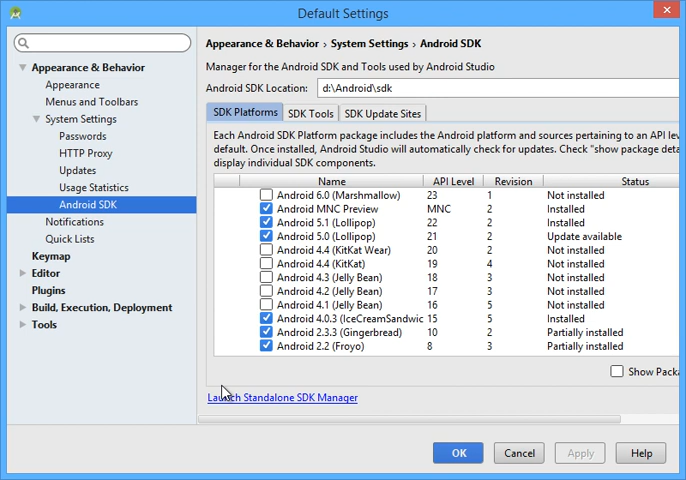 Default Settings
Appearance & Behavior › System Settings › Android SDK
Appearance & Behavior
Manager for the Android SDK and Tools used by Android Studio
Appearance
Android SDK Location: d:\Android\sdk
Menus and Toolbars
System Settings
SDK Platforms SDK Tools SDK Update Sites
Passwords
Each Android SDK Platform package includes the Android platform and sources pertaining to an API leve
HTTP Proxy
default. Once installed, Android Studio will automatically check for updates. Check "show package deta
Updates
display individual SDK components.
Usage Statistics
Name API Level Revision Status
Android 6.0 (Marshmallow) 23 1 Not installed
Android SDK
Android MNC Preview MNC 2 Installed
Notifications
Android 5.1 (Lollipop) 22 2 Installed
Quick Lists
Android 5.0 (Lollipop) 21 2 Update available
Android 4.4 (KitKat Wear) 20 2 Not installed
Keymap
Android 4.4 (KitKat) 19 4 Not installed
Editor
Android 4.3 (Jelly Bean) 18 3 Not installed
Plugins
Android 4.2 (Jelly Bean) 17 3 Not installed
Build, Execution, Deployment
Android 4.1 (Jelly Bean) 16 5 Not installed
Tools
Android 4.0.3 (IceCreamSandwic 15 5 Installed
Android 2.3.3 (Gingerbread) 10 2 Partially installed
Android 2.2 (Froyo) 8 3 Partially installed
Show Packa
Launch Standalone SDK Manager
OK Cancel Apply Help